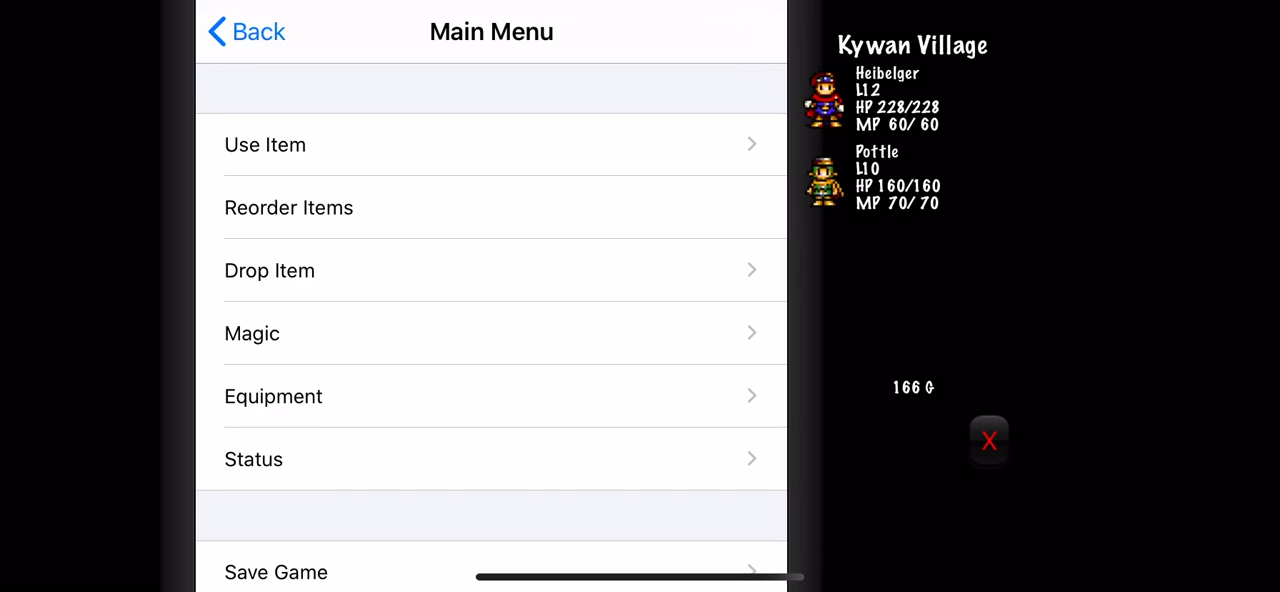 Back
Main Menu
Use Item
Reorder Items
Drop Item
Magic
Equipment
Status
Save Game
Kywan Village
Heibelger
L12
HP 228/228
MP 60/ 60
Pottle
L10
HP 160/160
MP 70/ 70
166 G
X